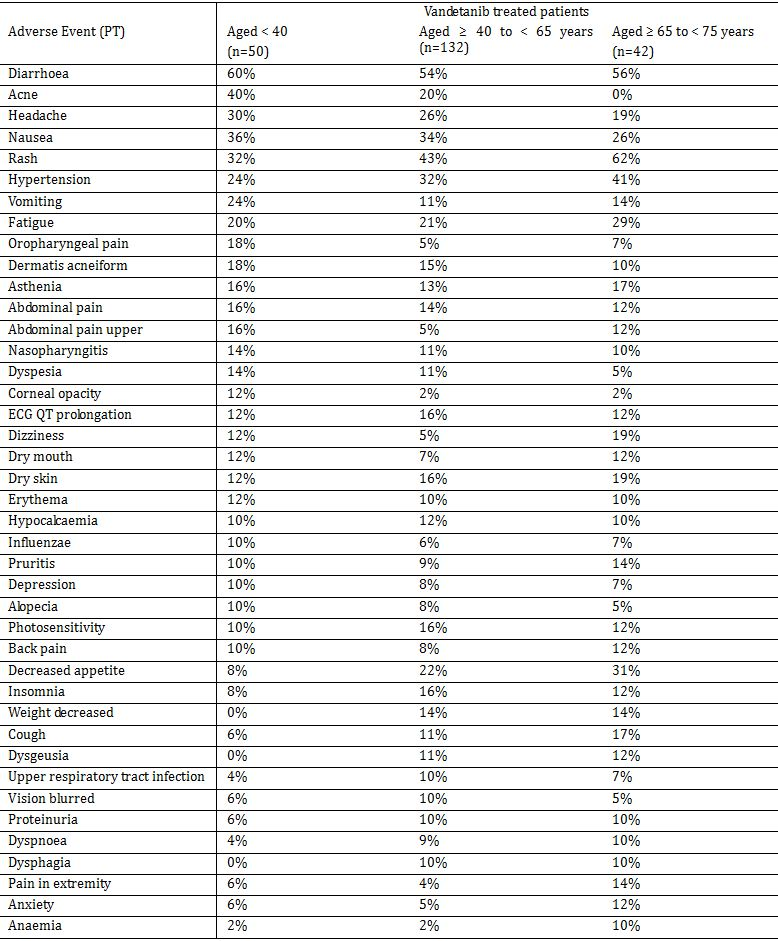 Vandetanib treated patients
Adverse Event (PT) Aged < 40 Aged ≥ 40 to < 65 years Aged ≥ 65 to < 75 years
(n=50) (n=132) (n=42)
Diarrhoea 60% 54% 56%
Acne 40% 20% 0%
Headache 30% 26% 19%
Nausea 36% 34% 26%
Rash 32% 43% 62%
Hypertension 24% 32% 41%
Vomiting 24% 11% 14%
Fatigue 20% 21% 29%
Oropharyngeal pain 18% 5% 7%
Dermatis acneiform 18% 15% 10%
Asthenia 16% 13% 17%
Abdominal pain 16% 14% 12%
Abdominal pain upper 16% 5% 12%
Nasopharyngitis 14% 11% 10%
Dyspesia 14% 11% 5%
Corneal opacity 12% 2% 2%
ECG QT prolongation 12% 16% 12%
Dizziness 12% 5% 19%
Dry mouth 12% 7% 12%
Dry skin 12% 16% 19%
Erythema 12% 10% 10%
Hypocalcaemia 10% 12% 10%
Influenzae 10% 6% 7%
Pruritis 10% 9% 14%
Depression 10% 8% 7%
Alopecia 10% 8% 5%
Photosensitivity 10% 16% 12%
Back pain 10% 8% 12%
Decreased appetite 8% 22% 31%
Insomnia 8% 16% 12%
Weight decreased 0% 14% 14%
Cough 6% 11% 17%
Dysgeusia 0% 11% 12%
Upper respiratory tract infection 4% 10% 7%
Vision blurred 6% 10% 5%
Proteinuria 6% 10% 10%
Dyspnoea 4% 9% 10%
Dysphagia 0% 10% 10%
Pain in extremity 6% 4% 14%
Anxiety 6% 5% 12%
Anaemia 2% 2% 10%